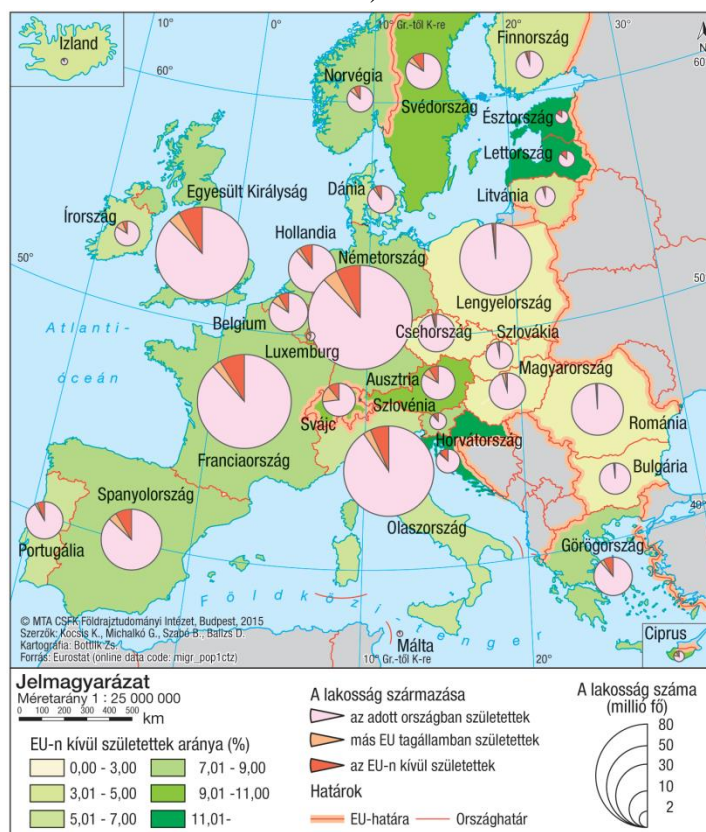 10°
0°
10° Gr.-től K-re
20°
30°
N
Izland
60°
60°
Finnország
Norvégia
Svédország
Észtország
Lettország
Egyesült Királyság
Dánia
Litvánia
Írország
Hollandia
Németország
50°
Lengyelország
50°
Atlanti-
óceán
Belgium
Csehország
Szlovákia
Luxemburg
Magyarország
Ausztria
Szlovénia
Svájc
Horvátország
Románia
Franciaország
Bulgária
Spanyolország
Olaszország
40°
Portugália
Görögország
Földközi-tenger
© MTA CSFK Földrajztudományi Intézet, Budpest, 2015
Szerzők: Kocsis K., Michalkó G., Szabó B., Balizs D.
Kartográfia: Bottlik Zs.
Forrás: Eurostat (online data code: migr_pop1ctz)
Málta
Ciprus
0°
10° Gr.-től K-re
20°
Jelmagyarázat
Méretarány 1 : 25 000 000
0 100 200 300 400 500
km
EU-n kívül születettek aránya (%)
0,00 - 3,00
7,01 - 9,00
3,01 - 5,00
9,01 -11,00
5,01 - 7,00
11,01-
A lakosság származása
az adott országban születettek
más EU tagállamban születettek
az EU-n kívül születettek
Határok
EU-határa
Országhatár
A lakosság száma
(millió fő)
80
50
30
10
2